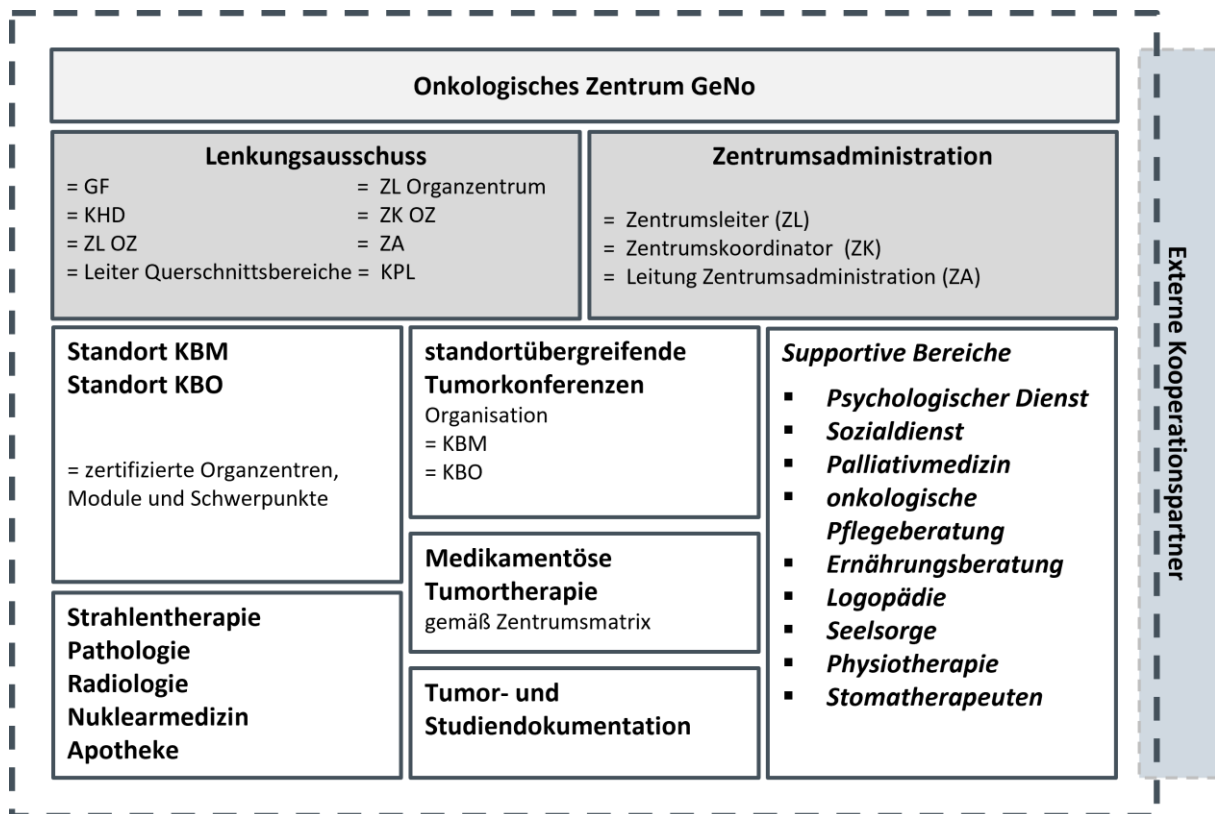 Onkologisches Zentrum GeNo
Lenkungsausschuss
= GF
= KHD
= ZL OZ
= Leiter Querschnittsbereiche
= ZL Organzentrum
= ZK OZ
= ZA
= KPL
Zentrumsadministration
= Zentrumsleiter (ZL)
= Zentrumskoordinator (ZK)
= Leitung Zentrumsadministration (ZA)
Standort KBM
Standort KBO
= zertifizierte Organzentren,
Module und Schwerpunkte
Strahlentherapie
Pathologie
Radiologie
Nuklearmedizin
Apotheke
standortübergreifende
Tumorkonferenzen
Organisation
= KBM
= KBO
Medikamentöse
Tumortherapie
gemäß Zentrumsmatrix
Tumor- und
Studiendokumentation
Supportive Bereiche
▪ Psychologischer Dienst
▪ Sozialdienst
▪ Palliativmedizin
▪ onkologische
Pflegeberatung
▪ Ernährungsberatung
▪ Logopädie
▪ Seelsorge
▪ Physiotherapie
▪ Stomatherapeuten
Externe Kooperationspartner